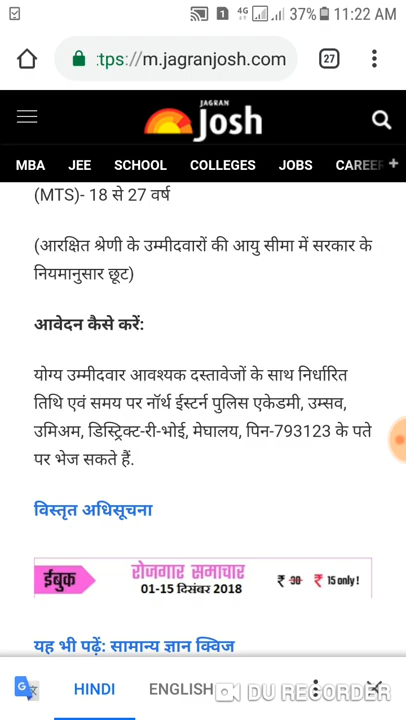 4G 37% 11:22 AM
:tps://m.jagranjosh.com 27
JAGRAN
josh
MBA JEE SCHOOL COLLEGES JOBS CAREER +
(MTS)- 18 से 27 वर्ष
(आरक्षित श्रेणी के उम्मीदवारों की आयु सीमा में सरकार के
नियमानुसार छूट)
आवेदन कैसे करें:
योग्य उम्मीदवार आवश्यक दस्तावेजों के साथ निर्धारित
तिथि एवं समय पर नॉर्थ ईस्टर्न पुलिस एकेडमी, उम्सव,
उमिअम, डिस्ट्रिक्ट-री-भोई, मेघालय, पिन-793123 के पते
पर भेज सकते हैं.
विस्तृत अधिसूचना
ईबुक रोजगार समाचार ₹ 30 ₹ 15 only!
01-15 दिसंबर 2018
यह भी पढ़ें: सामान्य ज्ञान क्विज
HINDI ENGLISH DU RECORDER